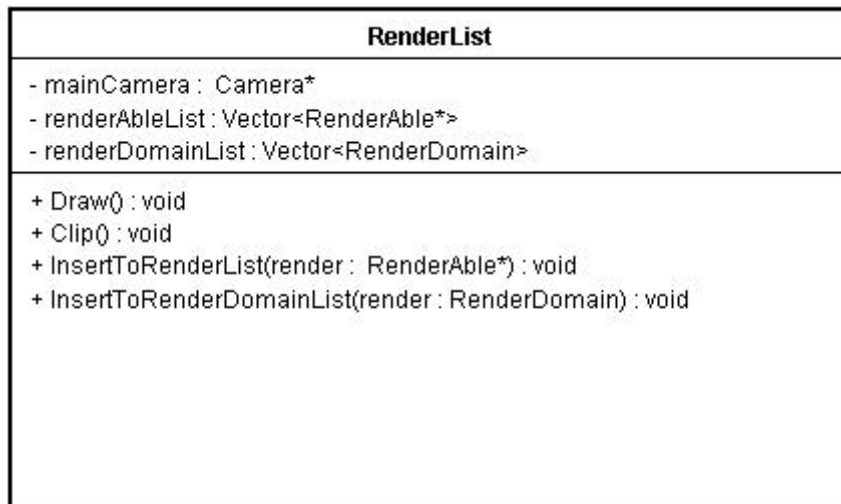 RenderList
- mainCamera : Camera*
- renderAbleList : Vector<RenderAble*>
- renderDomainList : Vector<RenderDomain>
+ Draw() : void
+ Clip() : void
+ InsertToRenderList(render : RenderAble*) : void
+ InsertToRenderDomainList(render : RenderDomain) : void